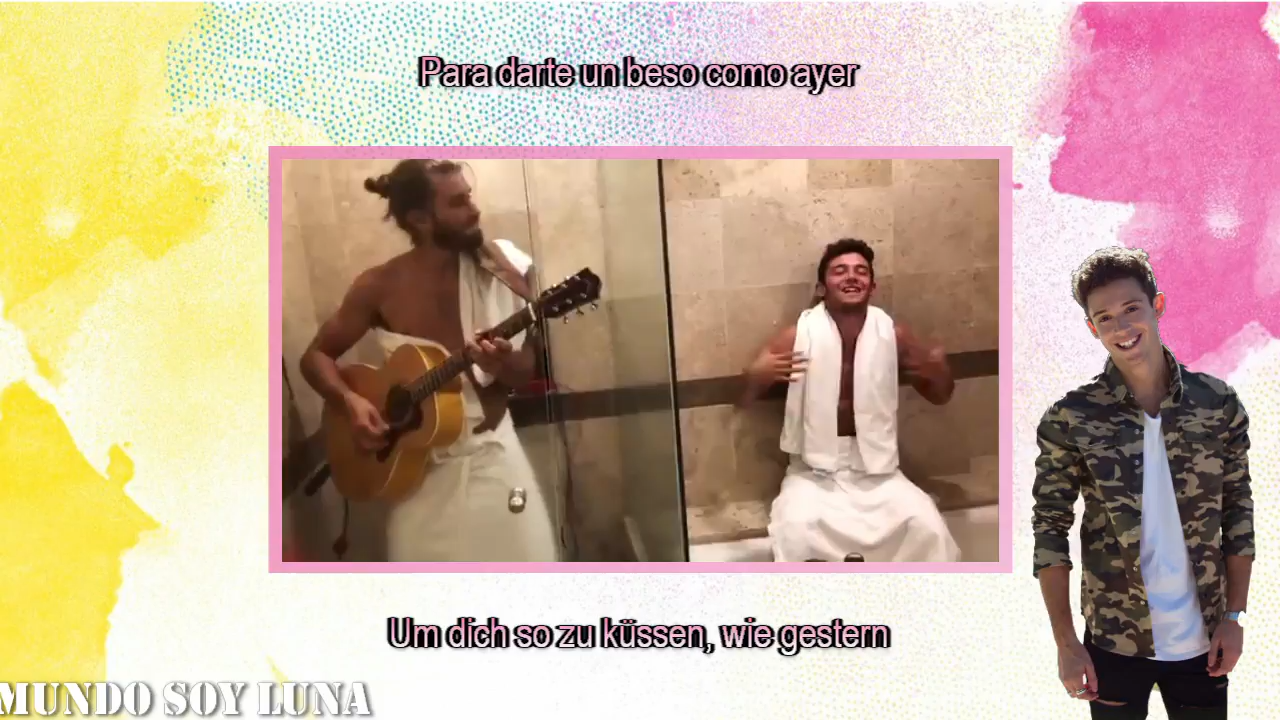 Para darte un beso como ayer
Um dich so zu küssen, wie gestern
MUNDO SOY LUNA